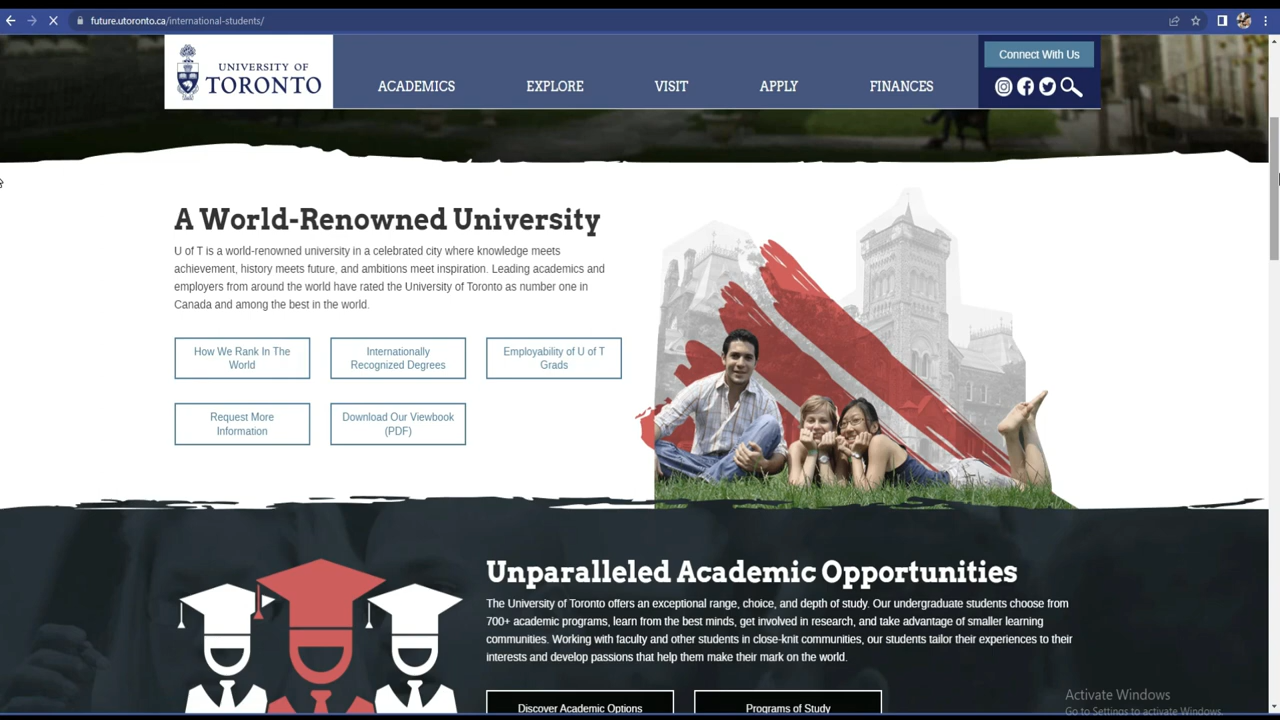 future.utoronto.ca/international-students/
UNIVERSITY OF
TORONTO
ACADEMICS
EXPLORE
VISIT
APPLY
FINANCES
Connect With Us
A World-Renowned University
U of T is a world-renowned university in a celebrated city where knowledge meets
achievement, history meets future, and ambitions meet inspiration. Leading academics and
employers from around the world have rated the University of Toronto as number one in
Canada and among the best in the world.
How We Rank In The
World
Internationally
Recognized Degrees
Employability of U of T
Grads
Request More
Information
Download Our Viewbook
(PDF)
Unparalleled Academic Opportunities
The University of Toronto offers an exceptional range, choice, and depth of study. Our undergraduate students choose from
700+ academic programs, learn from the best minds, get involved in research, and take advantage of smaller learning
communities. Working with faculty and other students in close-knit communities, our students tailor their experiences to their
interests and develop passions that help them make their mark on the world.
Discover Academic Options
Programs of Study
Activate Windows
Go to Settings to activate Windows.